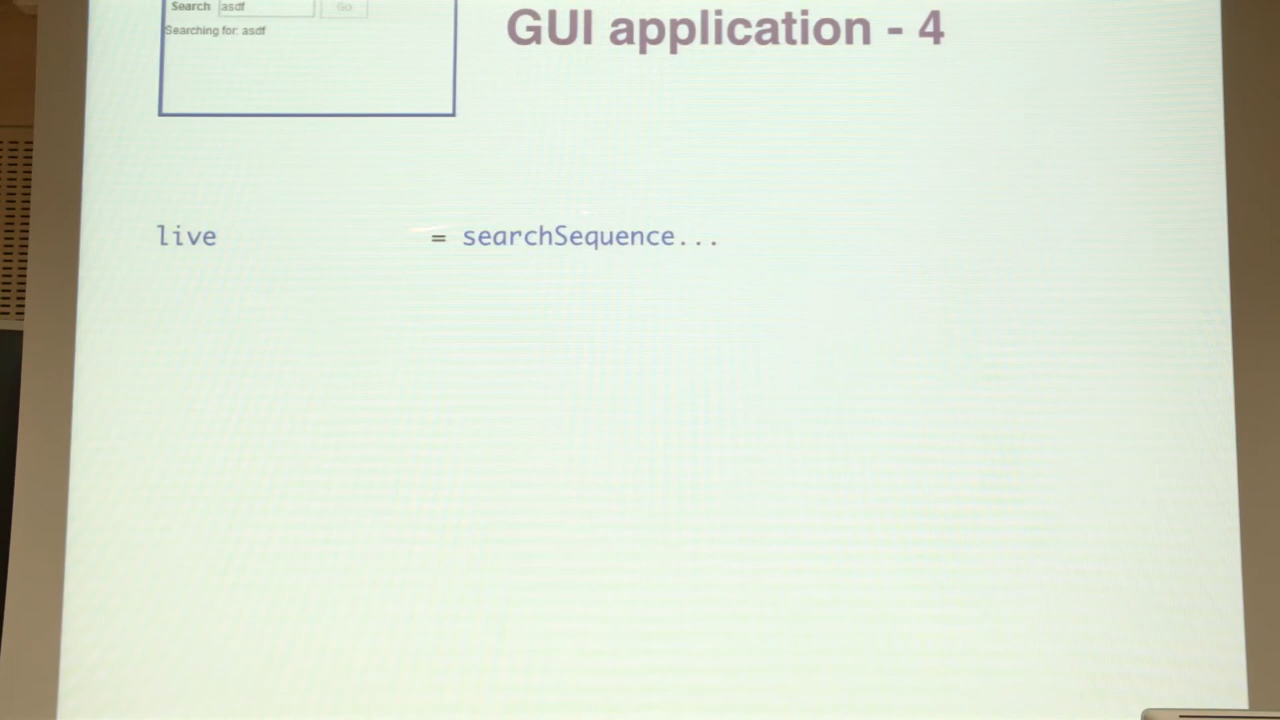 Search asdf Go
Searching for: asdf
GUI application - 4
live = searchSequence...